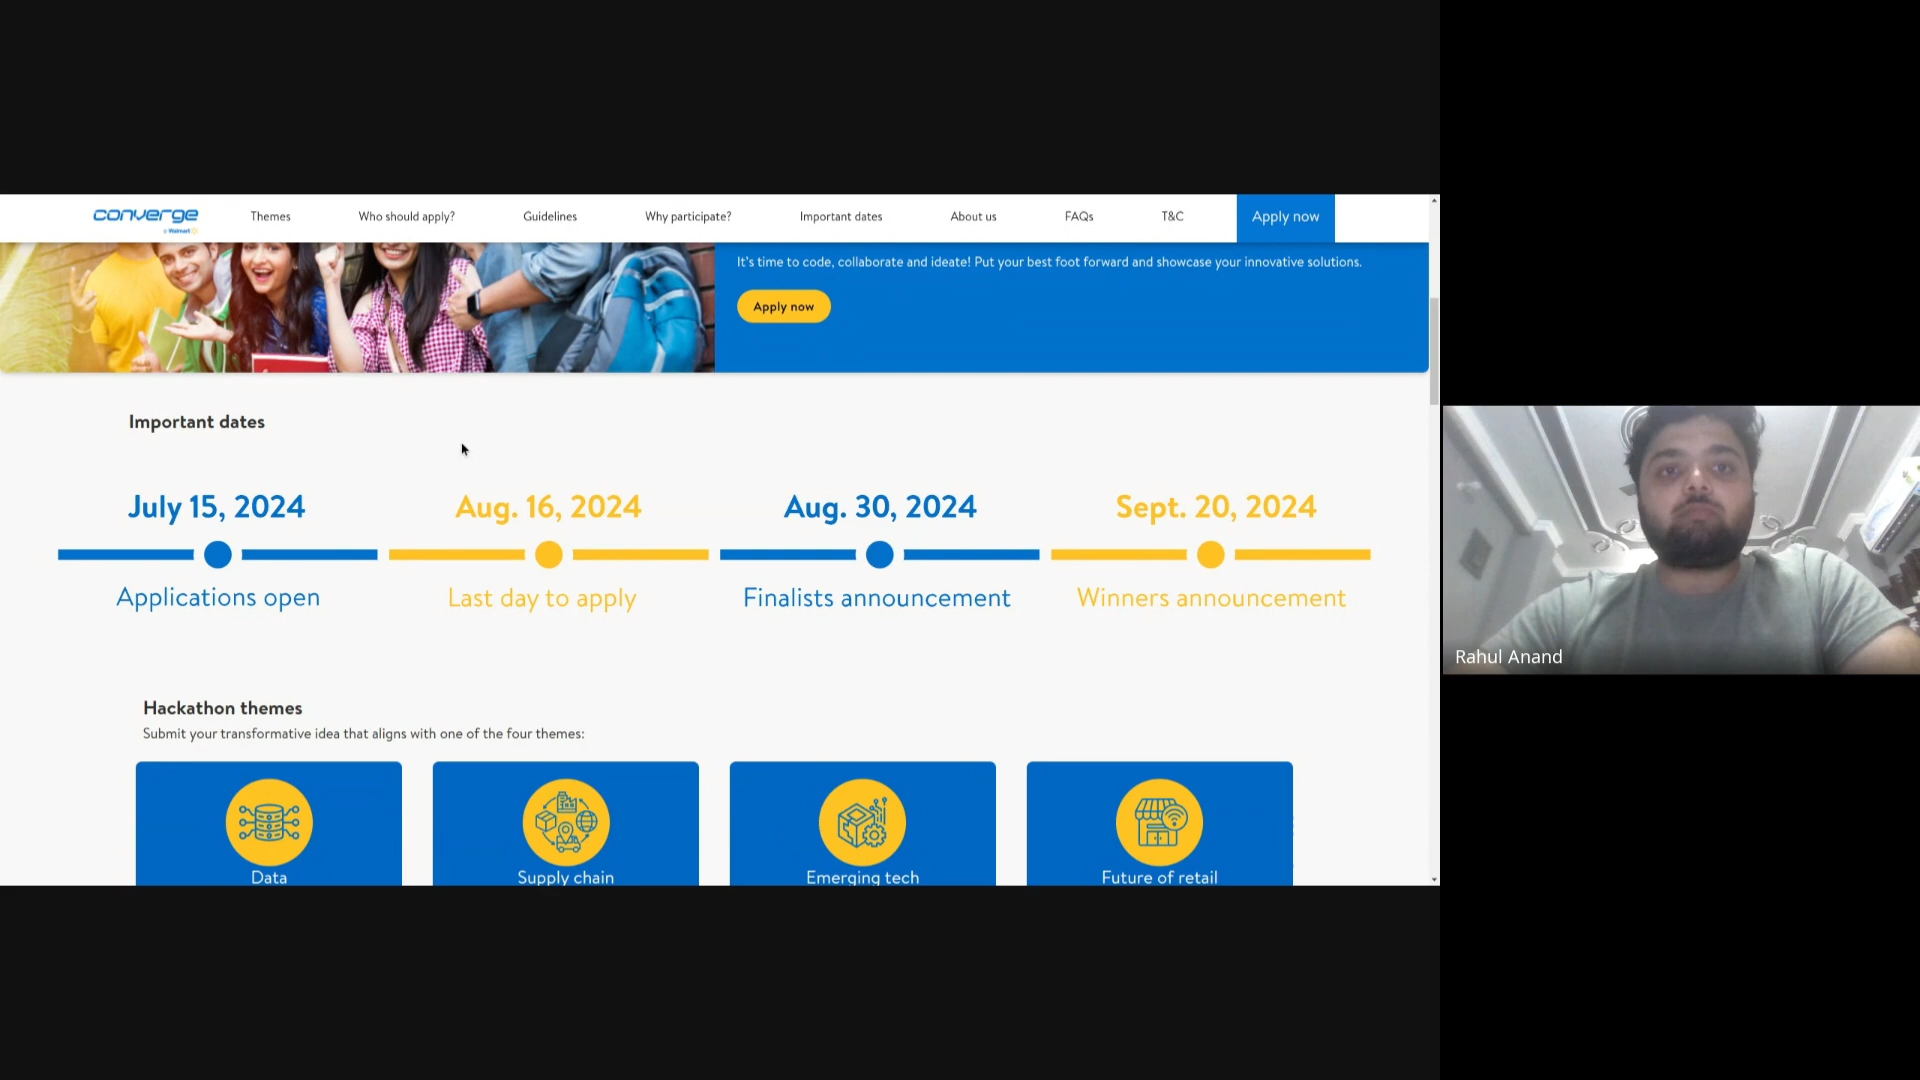 converge
@ Walmart
Themes
Who should apply?
Guidelines
Why participate?
Important dates
About us
FAQs
T&C
Apply now
It's time to code, collaborate and ideate! Put your best foot forward and showcase your innovative solutions.
Apply now
Important dates
July 15, 2024
Aug. 16, 2024
Aug. 30, 2024
Sept. 20, 2024
Applications open
Last day to apply
Finalists announcement
Winners announcement
Hackathon themes
Submit your transformative idea that aligns with one of the four themes:
Data
Supply chain
Emerging tech
Future of retail
Rahul Anand